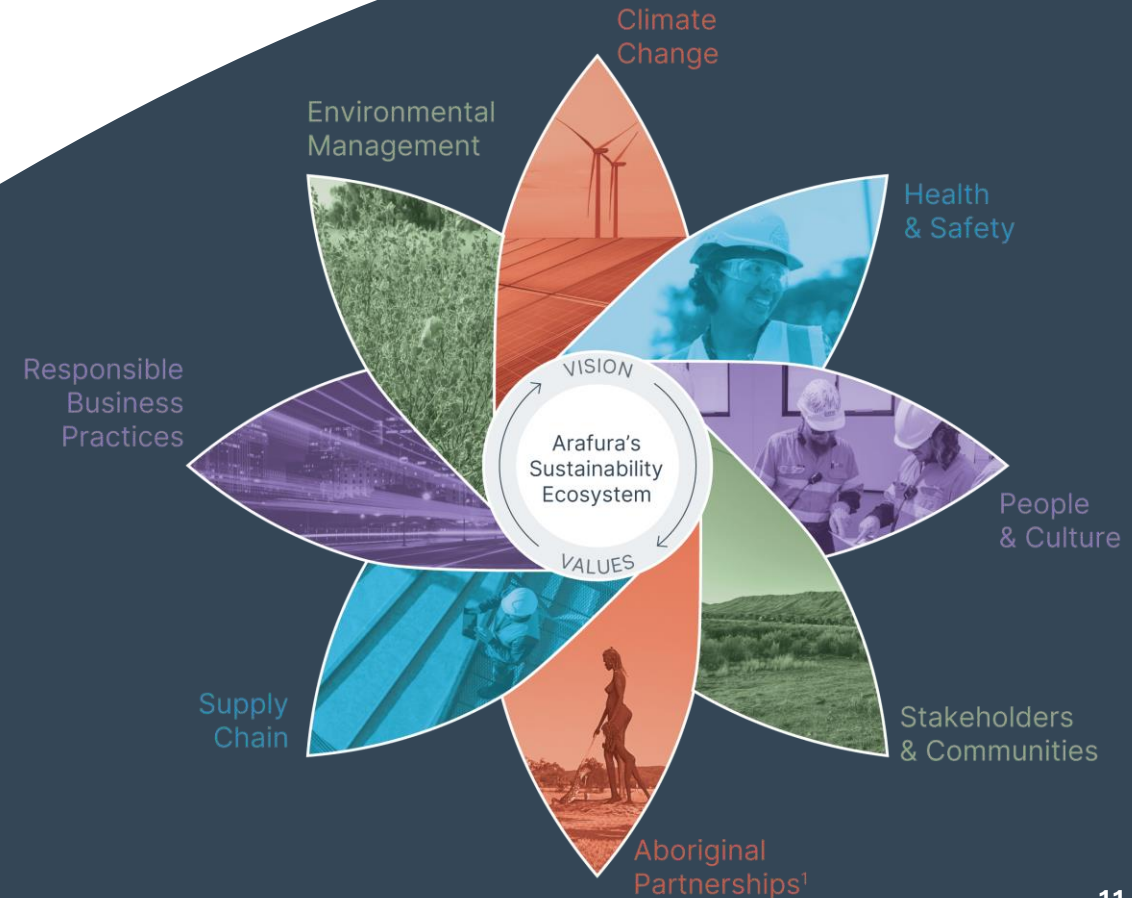 Climate
Change
Environmental
Management
Health
& Safety
Responsible
Business
Practices
VISION
Arafura's
Sustainability
Ecosystem
VALUES
People
& Culture
Supply
Chain
Stakeholders
& Communities
Aboriginal
Partnerships¹
11